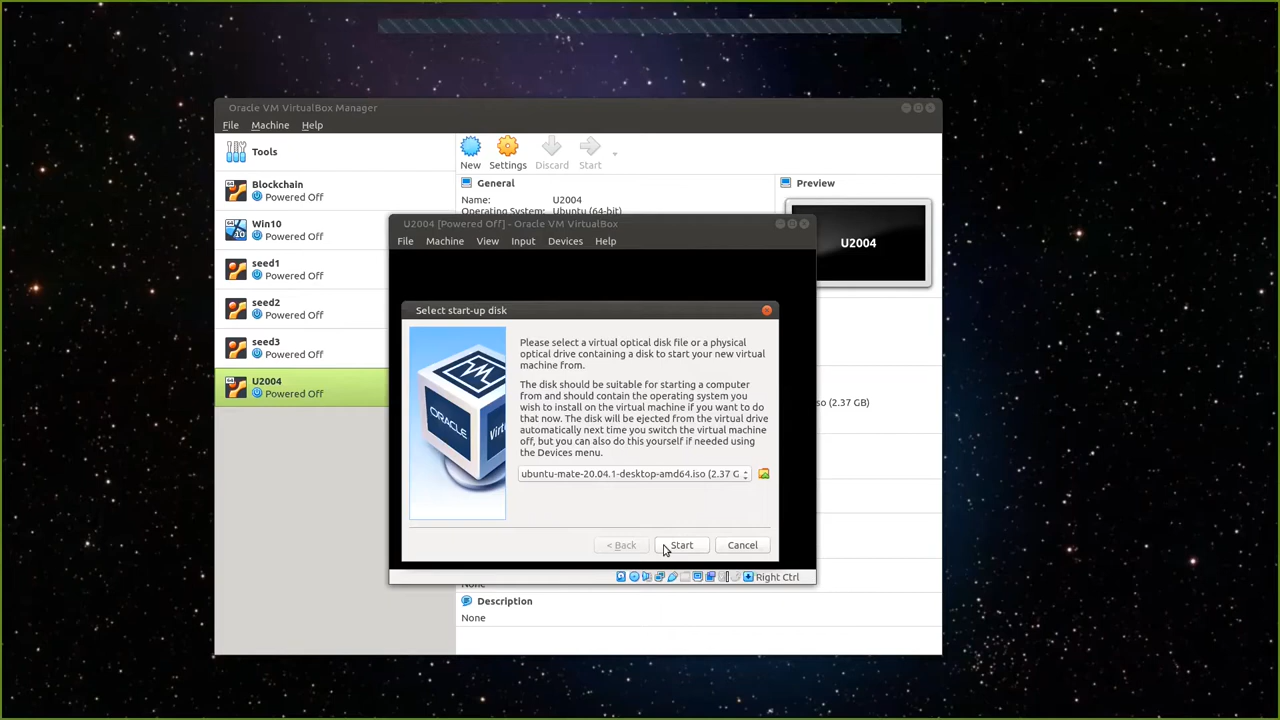 Oracle VM VirtualBox Manager
File Machine Help
Tools
New Settings Discard Start
Blockchain
Powered Off
Win10
Powered Off
seed1
Powered Off
seed2
Powered Off
seed3
Powered Off
U2004
Powered Off
General
Name: U2004
Operating System: Ubuntu (64-bit)
Preview
U2004
U2004 [Powered Off] - Oracle VM VirtualBox
File Machine View Input Devices Help
Select start-up disk
ORACLE
Please select a virtual optical disk file or a physical
optical drive containing a disk to start your new virtual
machine from.
The disk should be suitable for starting a computer
from and should contain the operating system you
wish to install on the virtual machine if you want to do
that now. The disk will be ejected from the virtual drive
automatically next time you switch the virtual machine
off, but you can also do this yourself if needed using
the Devices menu.
ubuntu-mate-20.04.1-desktop-amd64.iso (2.37 G
< Back Start Cancel
Right Ctrl
so (2.37 GB)
Description
None